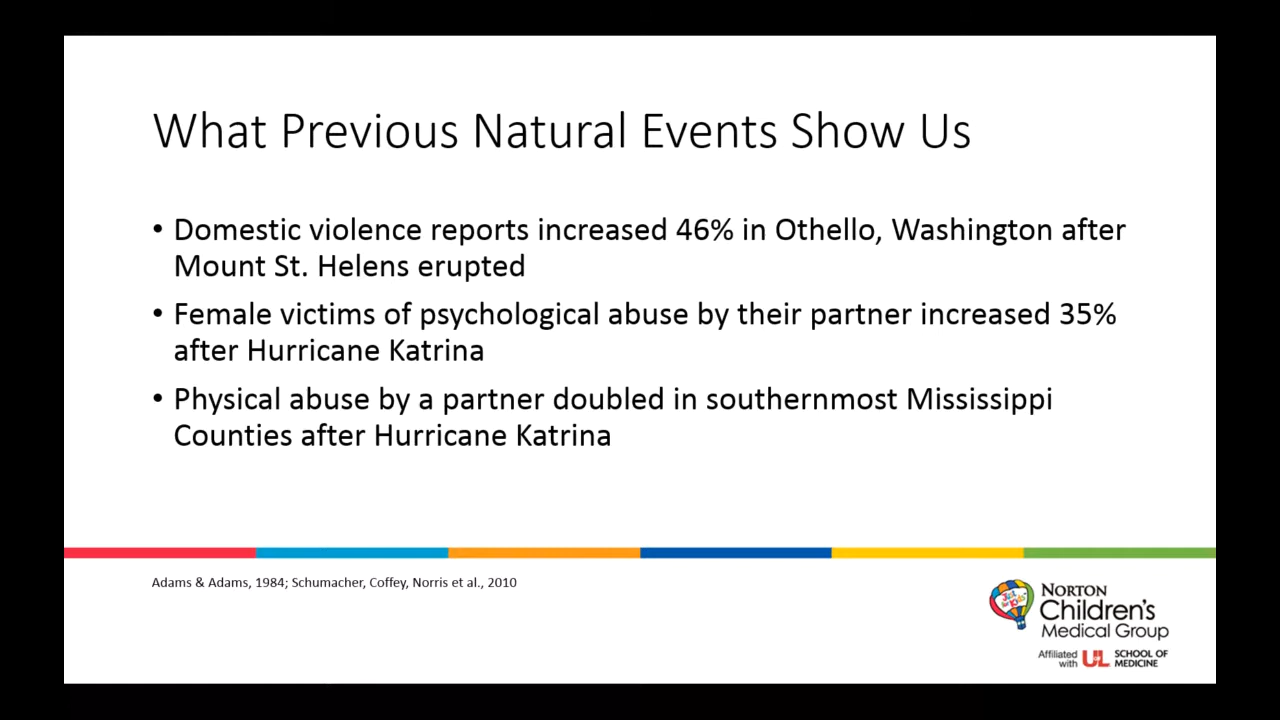 What Previous Natural Events Show Us
• Domestic violence reports increased 46% in Othello, Washington after
Mount St. Helens erupted
• Female victims of psychological abuse by their partner increased 35%
after Hurricane Katrina
• Physical abuse by a partner doubled in southernmost Mississippi
Counties after Hurricane Katrina
Adams & Adams, 1984; Schumacher, Coffey, Norris et al., 2010
Just for Kids
NORTON
Children's
Medical Group
Affiliated
with
UL
SCHOOL OF
MEDICINE